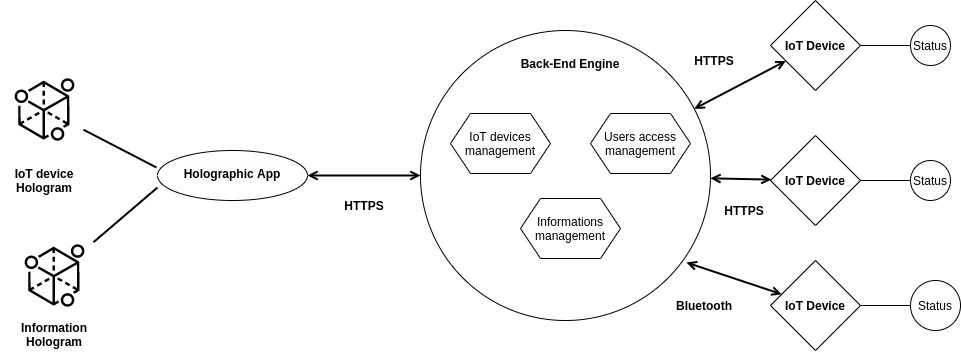 IoT device
Hologram
Information
Hologram
Holographic App
HTTPS
Back-End Engine
IoT devices
management
Users access
management
Informations
management
HTTPS
IoT Device
Status
HTTPS
IoT Device
Status
Bluetooth
IoT Device
Status